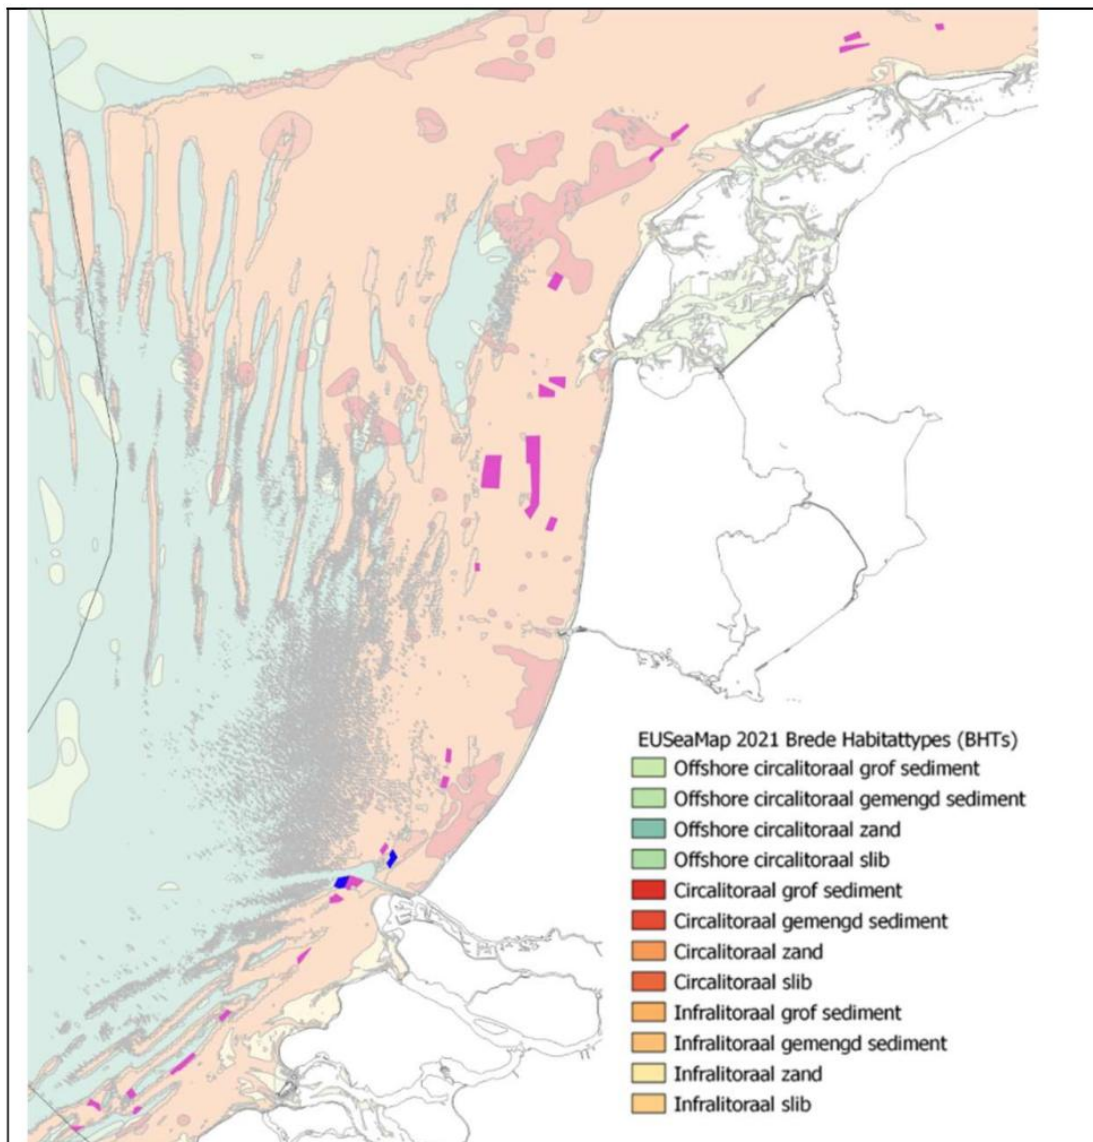 EUSeaMap 2021 Brede Habitattypes (BHTs)
Offshore circalitoraal grof sediment
Offshore circalitoraal gemengd sediment
Offshore circalitoraal zand
Offshore circalitoraal slib
Circalitoraal grof sediment
Circalitoraal gemengd sediment
Circalitoraal zand
Circalitoraal slib
Infralitoraal grof sediment
Infralitoraal gemengd sediment
Infralitoraal zand
Infralitoraal slib